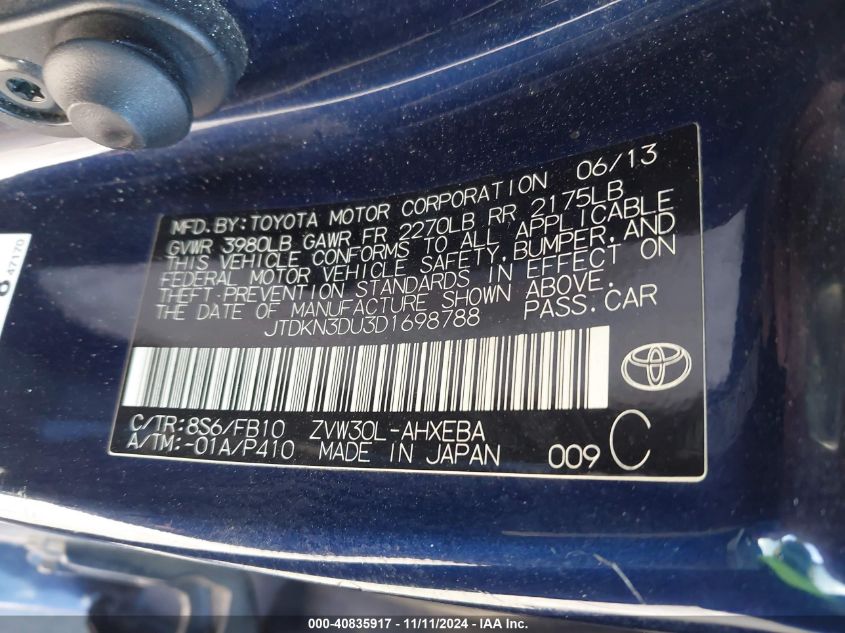 MFD. BY: TOYOTA MOTOR CORPORATION 06/13
GVWR 3980LB GAWR FR 2270LB RR 2175LB
THIS VEHICLE CONFORMS TO ALL APPLICABLE
FEDERAL MOTOR VEHICLE SAFETY, BUMPER, AND
THEFT-PREVENTION STANDARDS IN EFFECT ON
THE DATE OF MANUFACTURE SHOWN ABOVE.
JTDKN3DU3D1698788 PASS. CAR
C/TR: 8S6/FB10 ZVW30L-AHXEBA
A/TM: -01A/P410 MADE IN JAPAN 009 C
47170
000-40835917 - 11/11/2024 - IAA Inc.